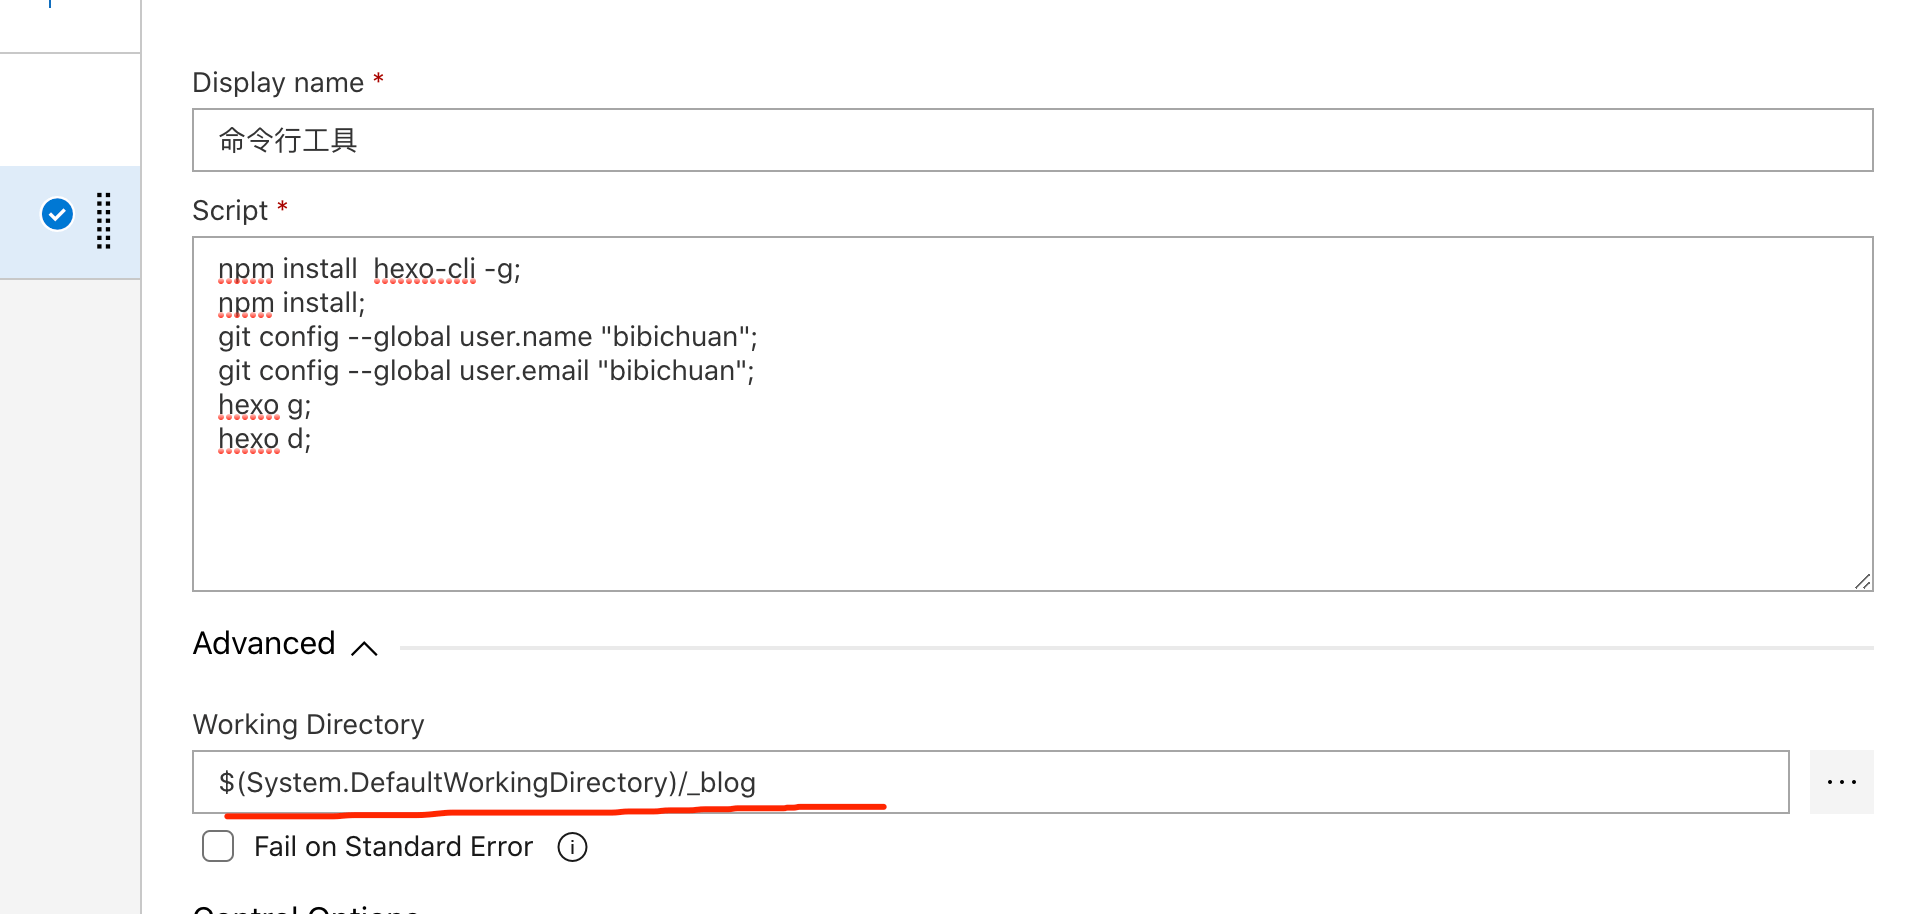 Display name *
命令行工具
Script *
npm install  hexo-cli -g;
npm install;
git config --global user.name "bibichuan";
git config --global user.email "bibichuan";
hexo g;
hexo d;
Advanced
Working Directory
$(System.DefaultWorkingDirectory)/_blog
...
Fail on Standard Error
Control Options